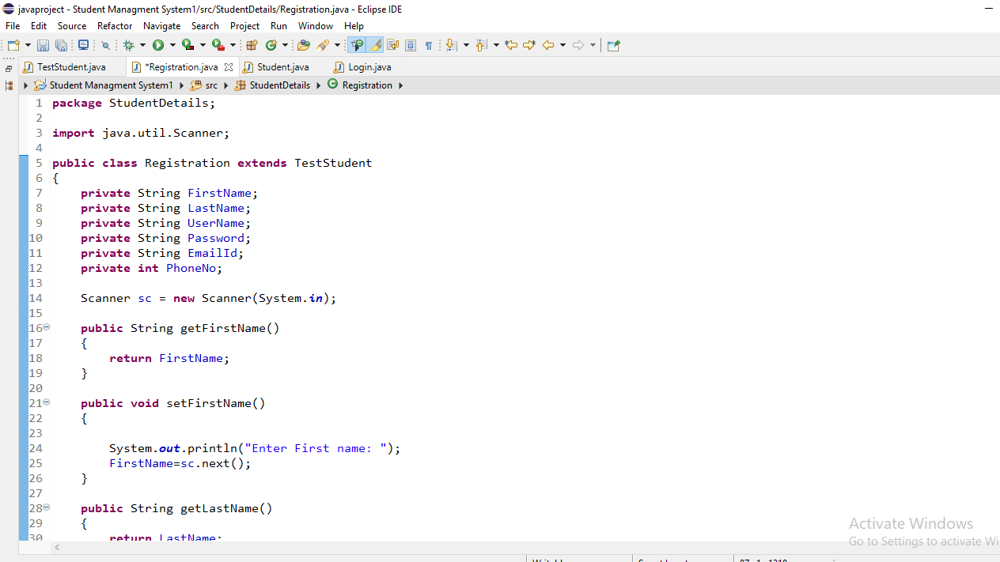 javaproject - Student Managment System1/src/StudentDetails/Registration.java - Eclipse IDE
File Edit Source Refactor Navigate Search Project Run Window Help
TestStudent.java *Registration.java Student.java Login.java
Student Managment System1 src StudentDetails Registration
1 package StudentDetails;
2
3 import java.util.Scanner;
4
5 public class Registration extends TestStudent
6 {
7 private String FirstName;
8 private String LastName;
9 private String UserName;
10 private String Password;
11 private String EmailId;
12 private int PhoneNo;
13
14 Scanner sc = new Scanner(System.in);
15
16 public String getFirstName()
17 {
18 return FirstName;
19 }
20
21 public void setFirstName()
22 {
23
24 System.out.println("Enter First name: ");
25 FirstName=sc.next();
26 }
27
28 public String getLastName()
29 {
30 return LastName;
Activate Windows
Go to Settings to activate Wi